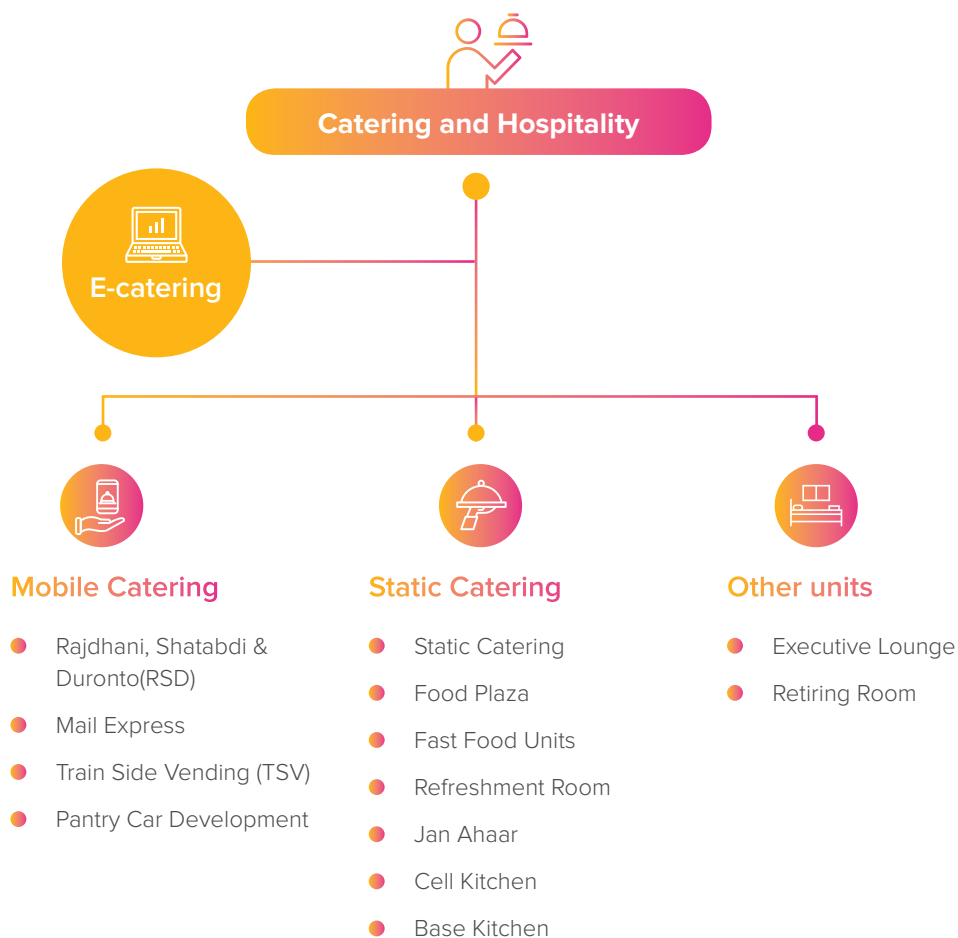 Catering and Hospitality
E-catering
Mobile Catering
Rajdhani, Shatabdi &
Duronto(RSD)
Mail Express
Train Side Vending (TSV)
Pantry Car Development
Static Catering
Static Catering
Food Plaza
Fast Food Units
Refreshment Room
Jan Ahaar
Cell Kitchen
Base Kitchen
Other units
Executive Lounge
Retiring Room